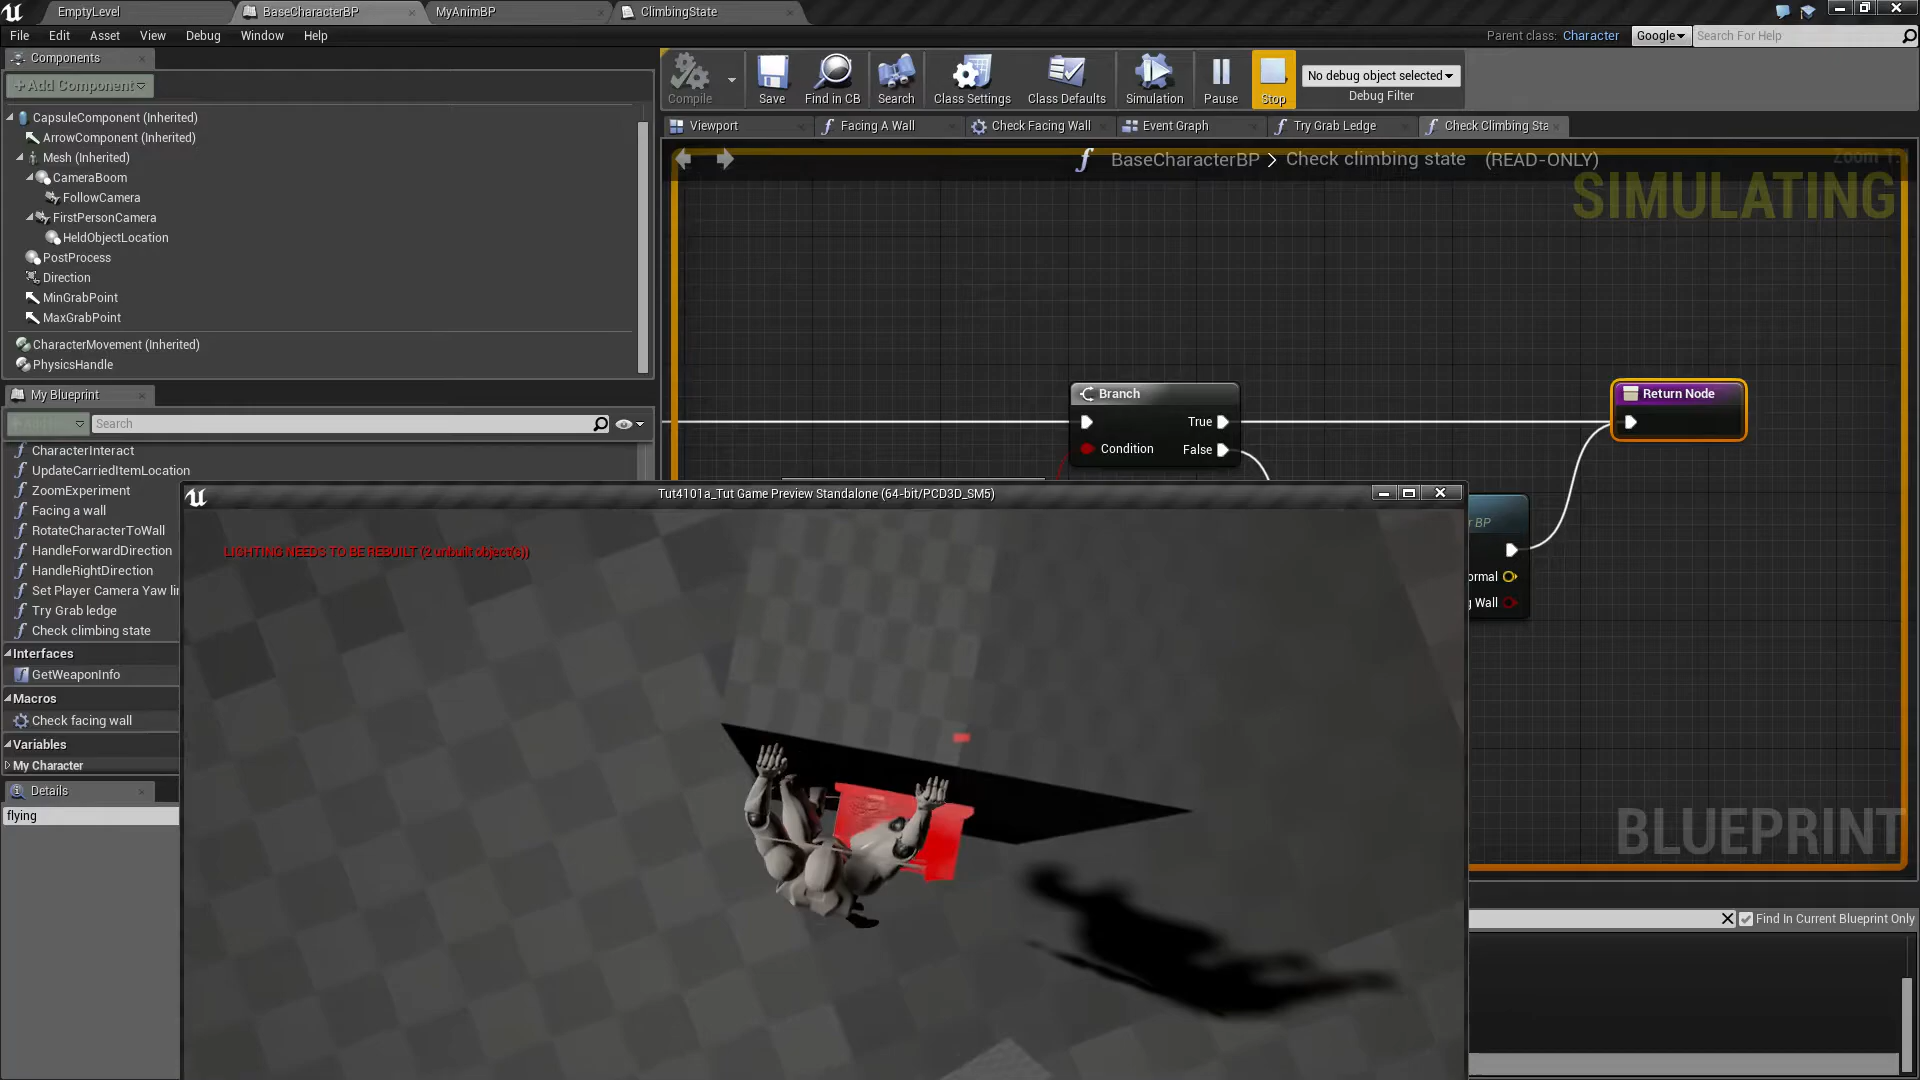 EmptyLevel
BaseCharacterBP
MyAnimBP
ClimbingState
File Edit Asset View Debug Window Help
Parent class: Character
Google
Search For Help
Components
+Add Component
CapsuleComponent (Inherited)
ArrowComponent (Inherited)
Mesh (Inherited)
CameraBoom
FollowCamera
FirstPersonCamera
HeldObjectLocation
PostProcess
Direction
MinGrabPoint
MaxGrabPoint
CharacterMovement (Inherited)
PhysicsHandle
Compile
Save
Find in CB
Search
Class Settings
Class Defaults
Simulation
Pause
Stop
No debug object selected
Debug Filter
Viewport
Facing A Wall
Check Facing Wall
Event Graph
Try Grab Ledge
Check Climbing Sta
BaseCharacterBP > Check climbing state (READ-ONLY)
Zoom 1:1
SIMULATING
My Blueprint
Search
CharacterInteract
UpdateCarriedItemLocation
ZoomExperiment
Facing a wall
RotateCharacterToWall
HandleForwardDirection
HandleRightDirection
Set Player Camera Yaw lin
Try Grab ledge
Check climbing state
Interfaces
GetWeaponInfo
Macros
Check facing wall
Variables
My Character
Details
flying
Branch
True
Condition
False
Return Node
r BP
ormal
g Wall
Tut4101a_Tut Game Preview Standalone (64-bit/PCD3D_SM5)
LIGHTING NEEDS TO BE REBUILT (2 unbuilt object(s))
BLUEPRINT
Find In Current Blueprint Only